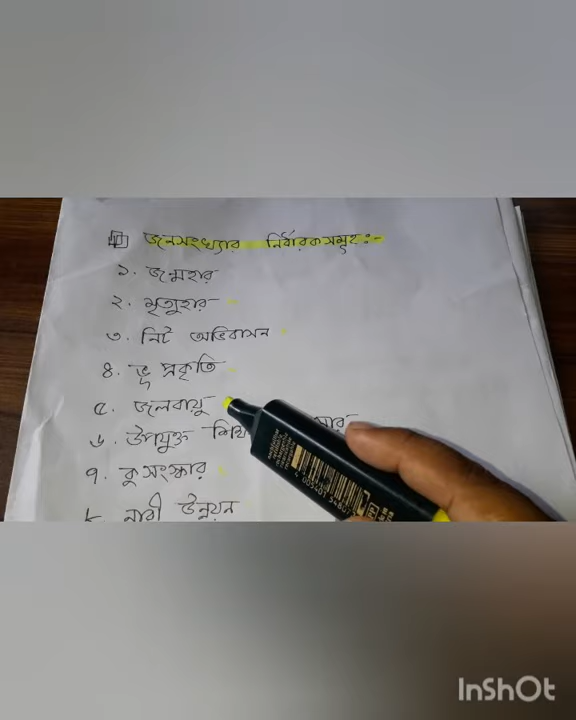 জনসংখ্যার নির্ধারকসমূহ:-
১. জন্মহার
২. মৃত্যুহার
৩. নিট অভিবাসন
৪. ভূ প্রকৃতি
৫. জলবায়ু
৬. উপযুক্ত
৭. কুসংস্কার
৮. নারী উন্নয়ন
InShOt